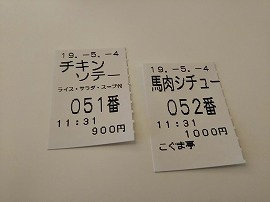 19.-5.-4
チキン
ソテー
ライス・サラダ・スープ付
051番
11:31
900円
19.-5.-4
馬肉シチュー
052番
11:31
1000円
こぐま亭